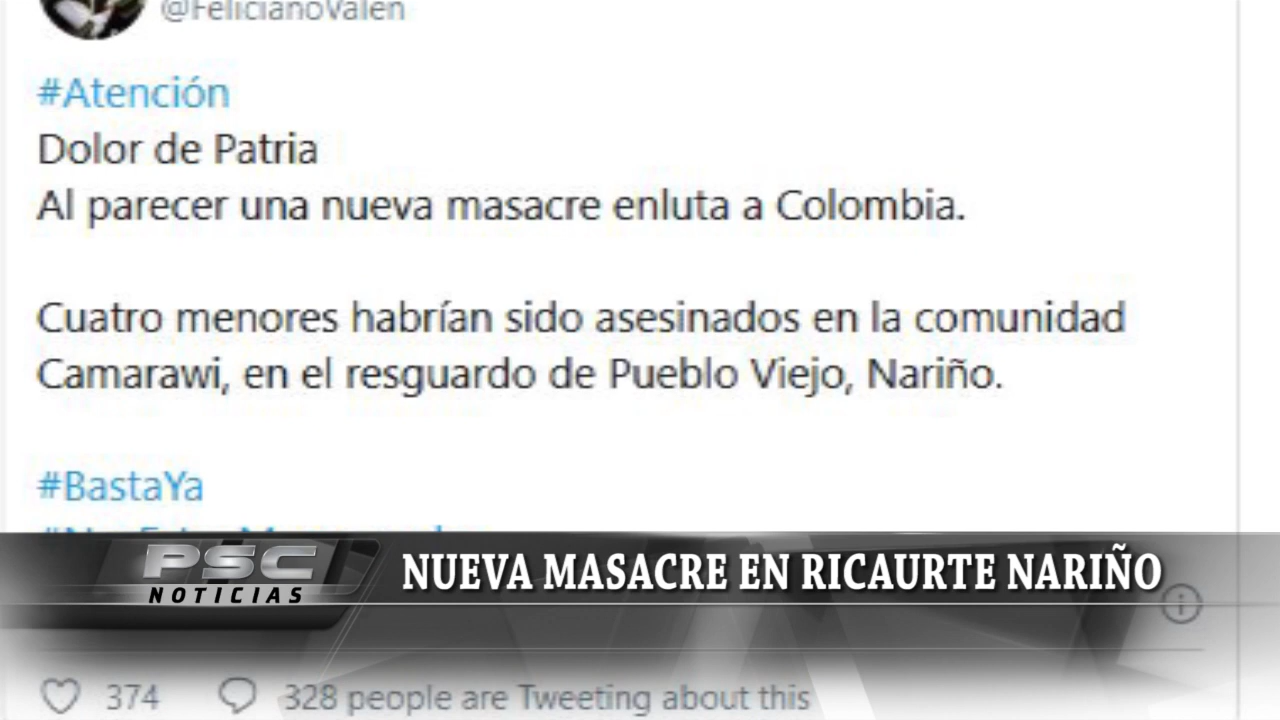 @FelicianoValen
#Atención
Dolor de Patria
Al parecer una nueva masacre enluta a Colombia.
Cuatro menores habrían sido asesinados en la comunidad
Camarawi, en el resguardo de Pueblo Viejo, Nariño.
#BastaYa
PSC
NOTICIAS
NUEVA MASACRE EN RICAURTE NARIÑO
374
328 people are Tweeting about this